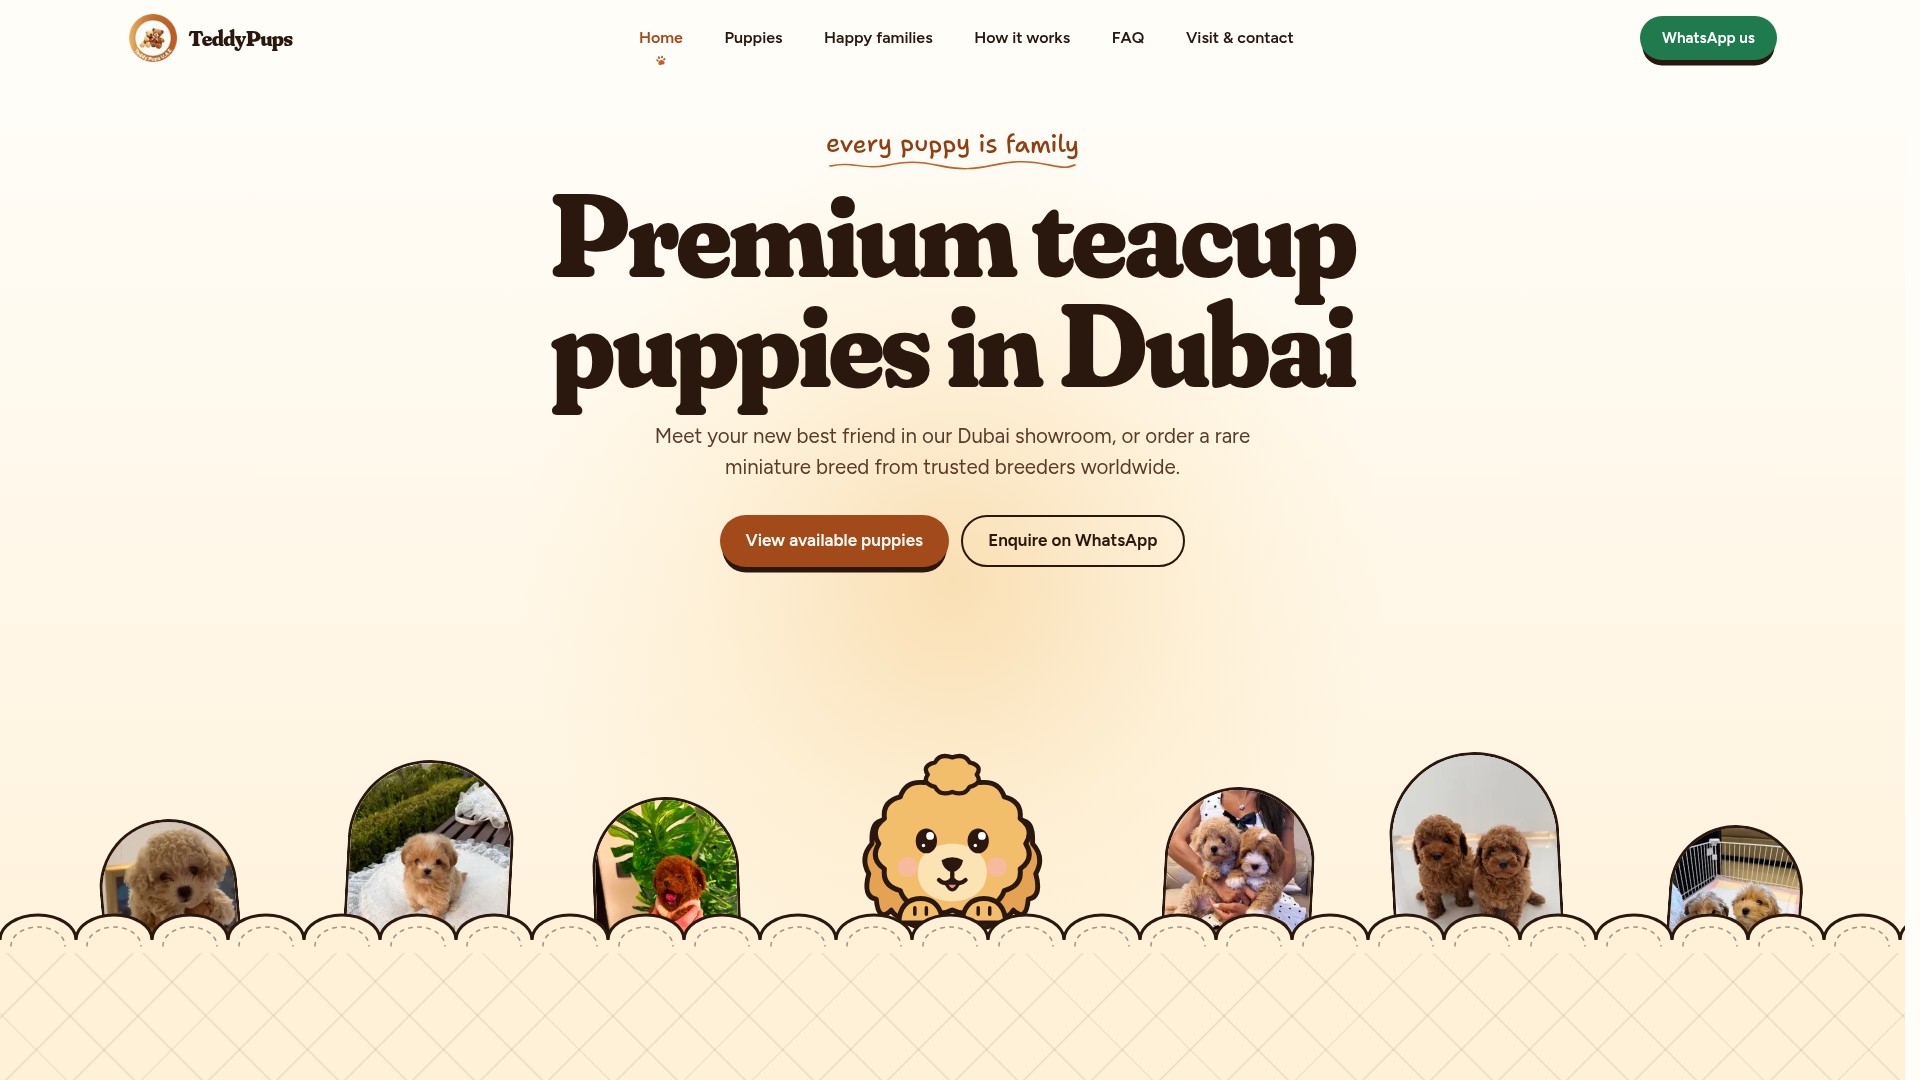 TeddyPups
Home
Puppies
Happy families
How it works
FAQ
Visit & contact
WhatsApp us
every puppy is family
Premium teacup
puppies in Dubai
Meet your new best friend in our Dubai showroom, or order a rare
miniature breed from trusted breeders worldwide.
View available puppies
Enquire on WhatsApp